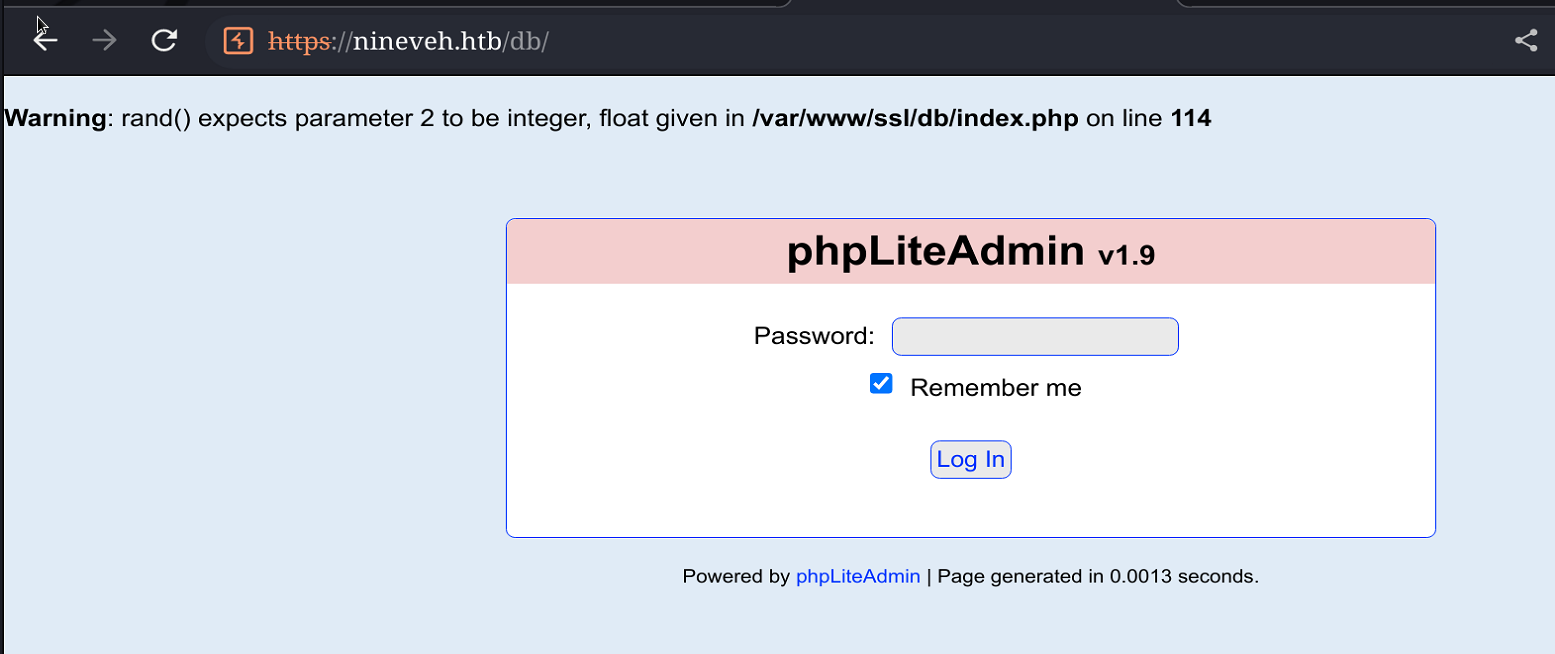 https://nineveh.htb/db/
Warning: rand() expects parameter 2 to be integer, float given in /var/www/ssl/db/index.php on line 114
phpLiteAdmin v1.9
Password:
Remember me
Log In
Powered by phpLiteAdmin | Page generated in 0.0013 seconds.